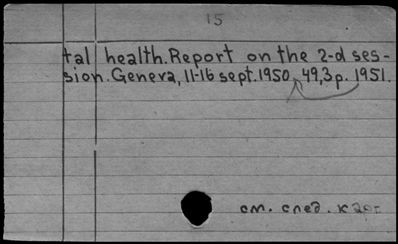 15
tal health. Report on the 2-d ses-
sion. Geneva, 11-16 sept. 1950. 49,3 p. 1951.
см. след. к